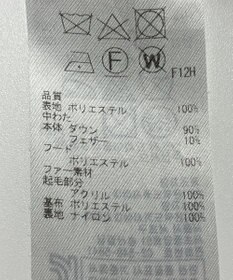 F W
F12H
品質
表地 ポリエステル 100%
中わた
本体 ダウン 90%
フェザー 10%
フード
ポリエステル 100%
ファー素材
起毛部分
アクリル 100%
基布 ポリエステル 100%
裏地 ナイロン 100%